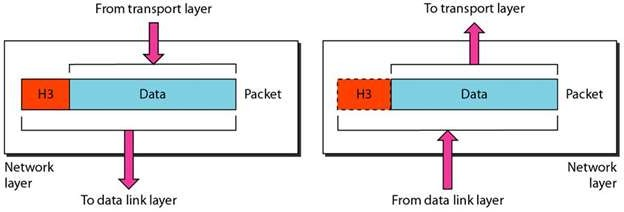 From transport layer
H3
Data
Packet
Network
layer
To data link layer
To transport layer
H3
Data
Packet
Network
layer
From data link layer